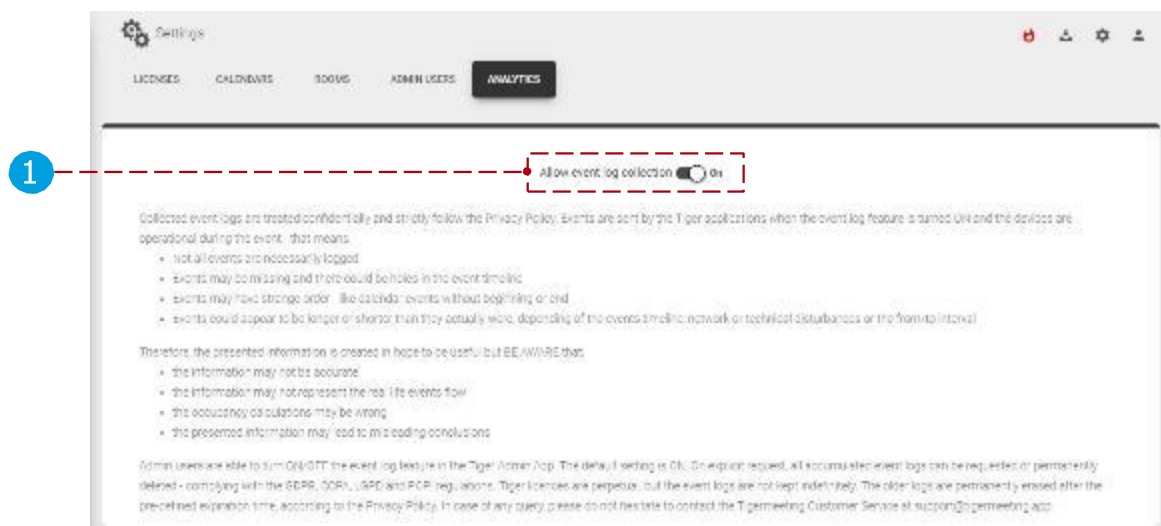 Settings
LICENSES CALENDARS ROOMS ADMIN USERS ANALYTICS
1
Allow event log collection On
Collected event logs are treated confidentially and strictly follow the Privacy Policy. Events are sent by the Tiger applications when the event log feature is turned ON and the devices are
operational during the event - that means:
• Not all events are necessarily logged
• Events may be missing and there could be holes in the event timeline
• Events may have strange order - like calendar events without beginning or end
• Events could appear to be longer or shorter than they actually were, depending of the events timeline, network or technical disturbances or the from/to interval
Therefore, the presented information is created in hope to be useful but BE AWARE that:
• the information may not be accurate
• the information may not represent the real life events flow
• the occupancy calculations may be wrong
• the presented information may lead to misleading conclusions
Admin users are able to turn ON/OFF the event log feature in the Tiger Admin App. The default setting is ON. On explicit request, all accumulated event logs can be requested or permanently
deleted - complying with the GDPR, CCPA, LGPD and PCPI regulations. Tiger licences are perpetual, but the event logs are not kept indefinitely. The older logs are permanently erased after the
pre-defined expiration time, according to the Privacy Policy. In case of any query, please do not hesitate to contact the Tigermeeting Customer Service at support@tigermeeting.app